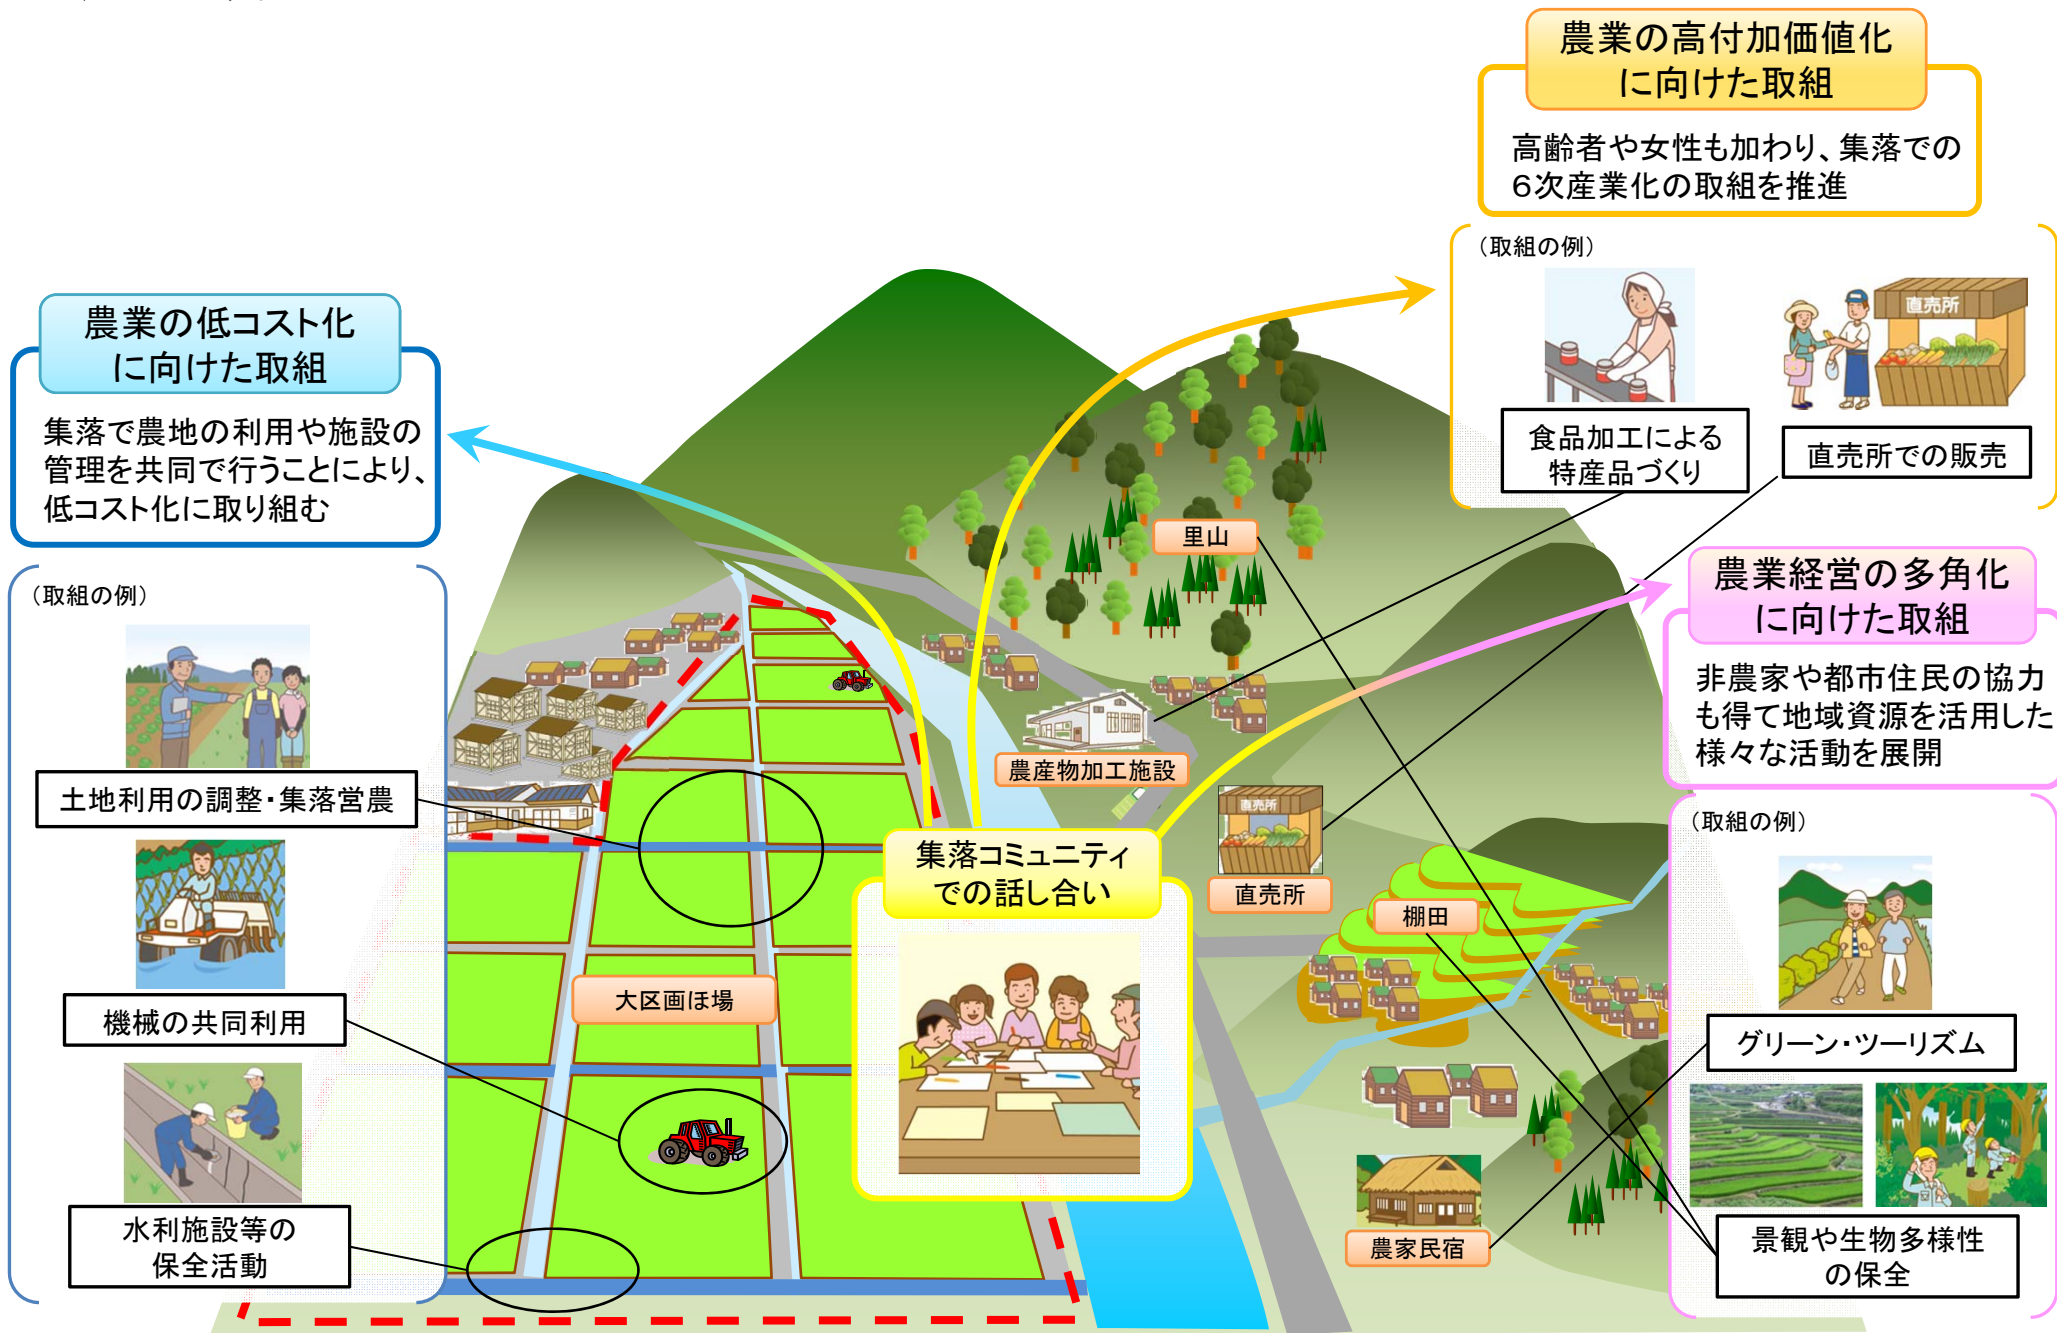 農業の高付加価値化
に向けた取組
高齢者や女性も加わり、集落での
6次産業化の取組を推進
(取組の例)
直売所
食品加工による
特産品づくり
直売所での販売
農業の低コスト化
に向けた取組
集落で農地の利用や施設の
管理を共同で行うことにより、
低コスト化に取り組む
(取組の例)
土地利用の調整・集落営農
機械の共同利用
水利施設等の
保全活動
里山
農産物加工施設
直売所
直売所
棚田
大区画ほ場
農家民宿
集落コミュニティ
での話し合い
農業経営の多角化
に向けた取組
非農家や都市住民の協力
も得て地域資源を活用した
様々な活動を展開
(取組の例)
グリーン・ツーリズム
景観や生物多様性
の保全